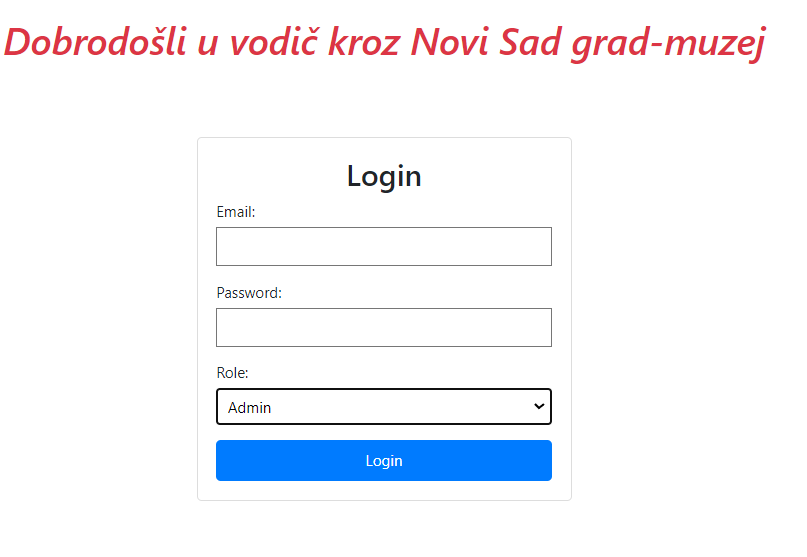 Dobrodošli u vodič kroz Novi Sad grad-muzej
Login
Email:
Password:
Role:
Admin
Login